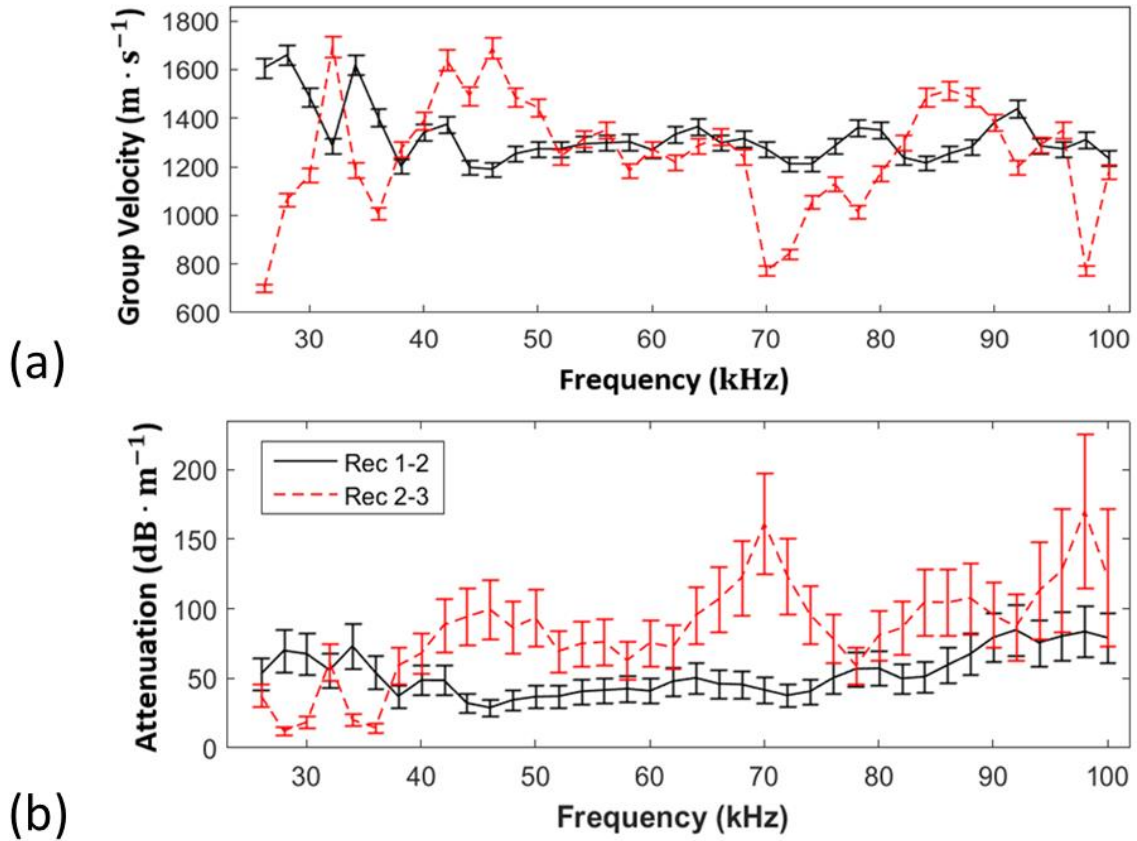 (a)
Group Velocity (m · s⁻¹)
1800
1600
1400
1200
1000
800
600
30 40 50 60 70 80 90 100
Frequency (kHz)
(b)
Attenuation (dB · m⁻¹)
200
150
100
50
0
Rec 1-2
Rec 2-3
30 40 50 60 70 80 90 100
Frequency (kHz)